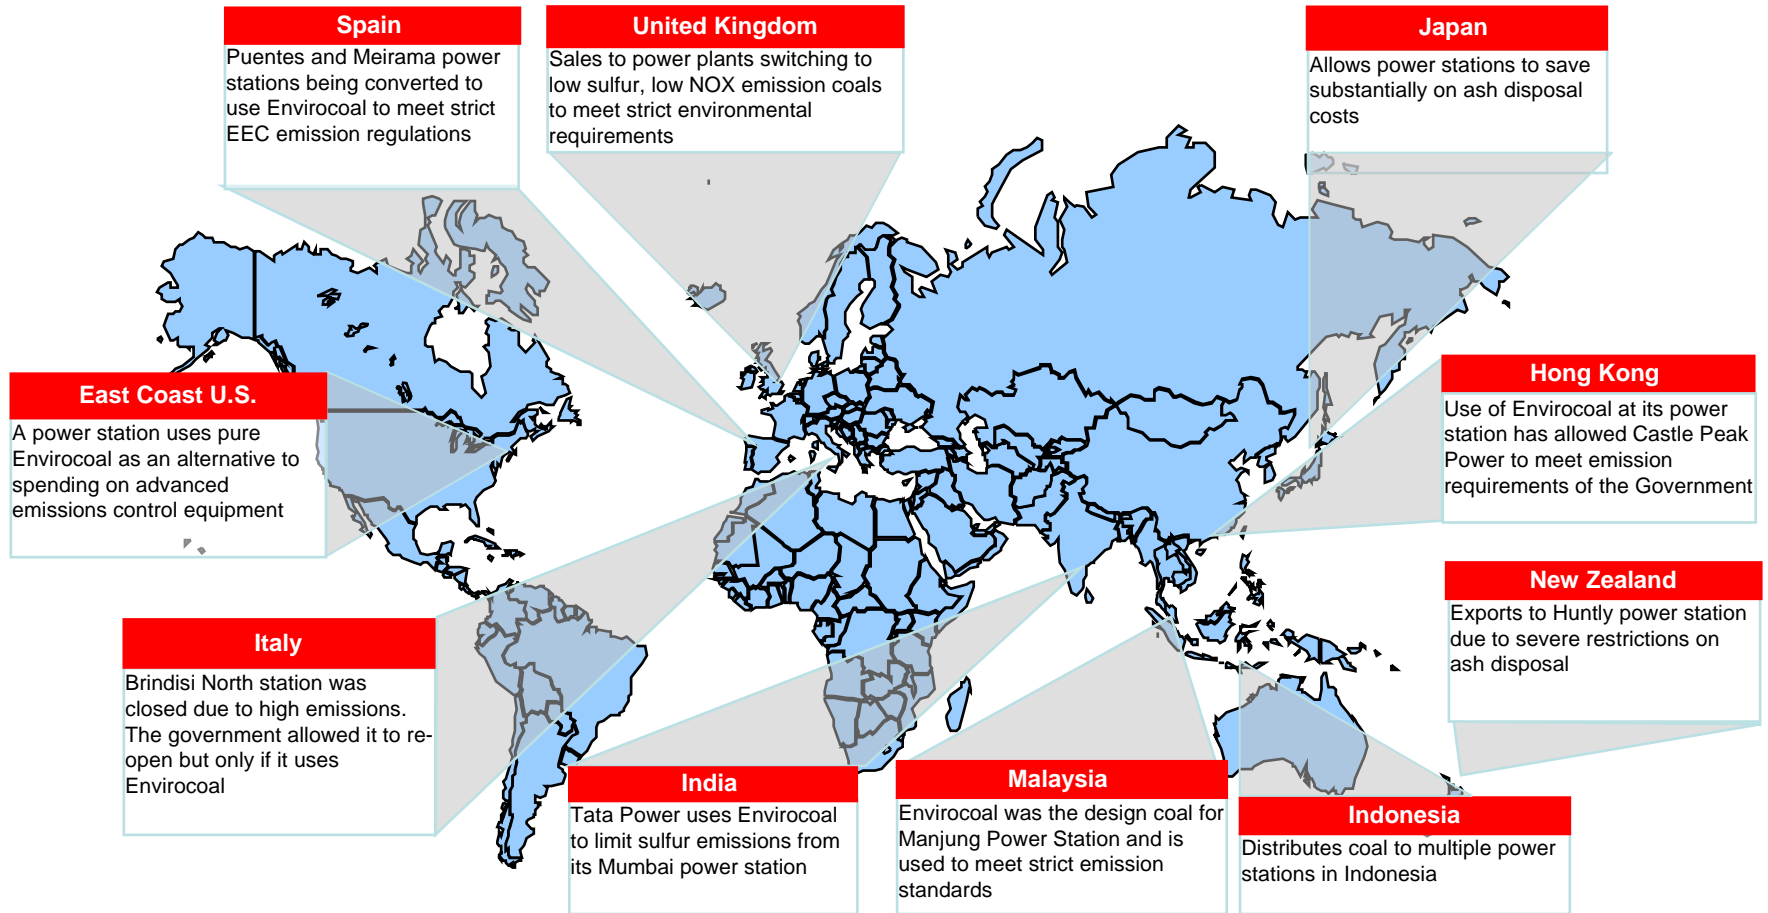 Spain
Puentes and Meirama power
stations being converted to
use Envirocoal to meet strict
EEC emission regulations
United Kingdom
Sales to power plants switching to
low sulfur, low NOX emission coals
to meet strict environmental
requirements
Japan
Allows power stations to save
substantially on ash disposal
costs
East Coast U.S.
A power station uses pure
Envirocoal as an alternative to
spending on advanced
emissions control equipment
Hong Kong
Use of Envirocoal at its power
station has allowed Castle Peak
Power to meet emission
requirements of the Government
New Zealand
Exports to Huntly power station
due to severe restrictions on
ash disposal
Italy
Brindisi North station was
closed due to high emissions.
The government allowed it to re-
open but only if it uses
Envirocoal
India
Tata Power uses Envirocoal
to limit sulfur emissions from
its Mumbai power station
Malaysia
Envirocoal was the design coal for
Manjung Power Station and is
used to meet strict emission
standards
Indonesia
Distributes coal to multiple power
stations in Indonesia